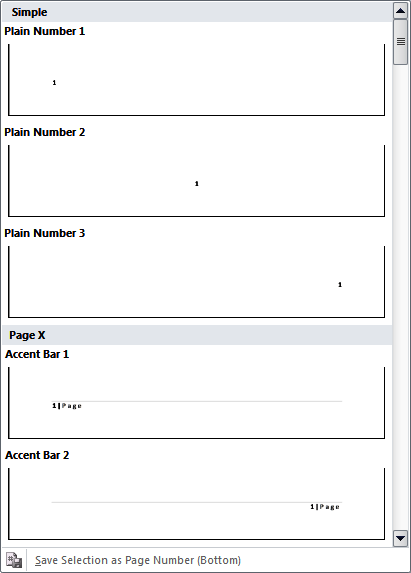 Simple
Plain Number 1
1
Plain Number 2
1
Plain Number 3
1
Page X
Accent Bar 1
1|Page
Accent Bar 2
1|Page
Save Selection as Page Number (Bottom)